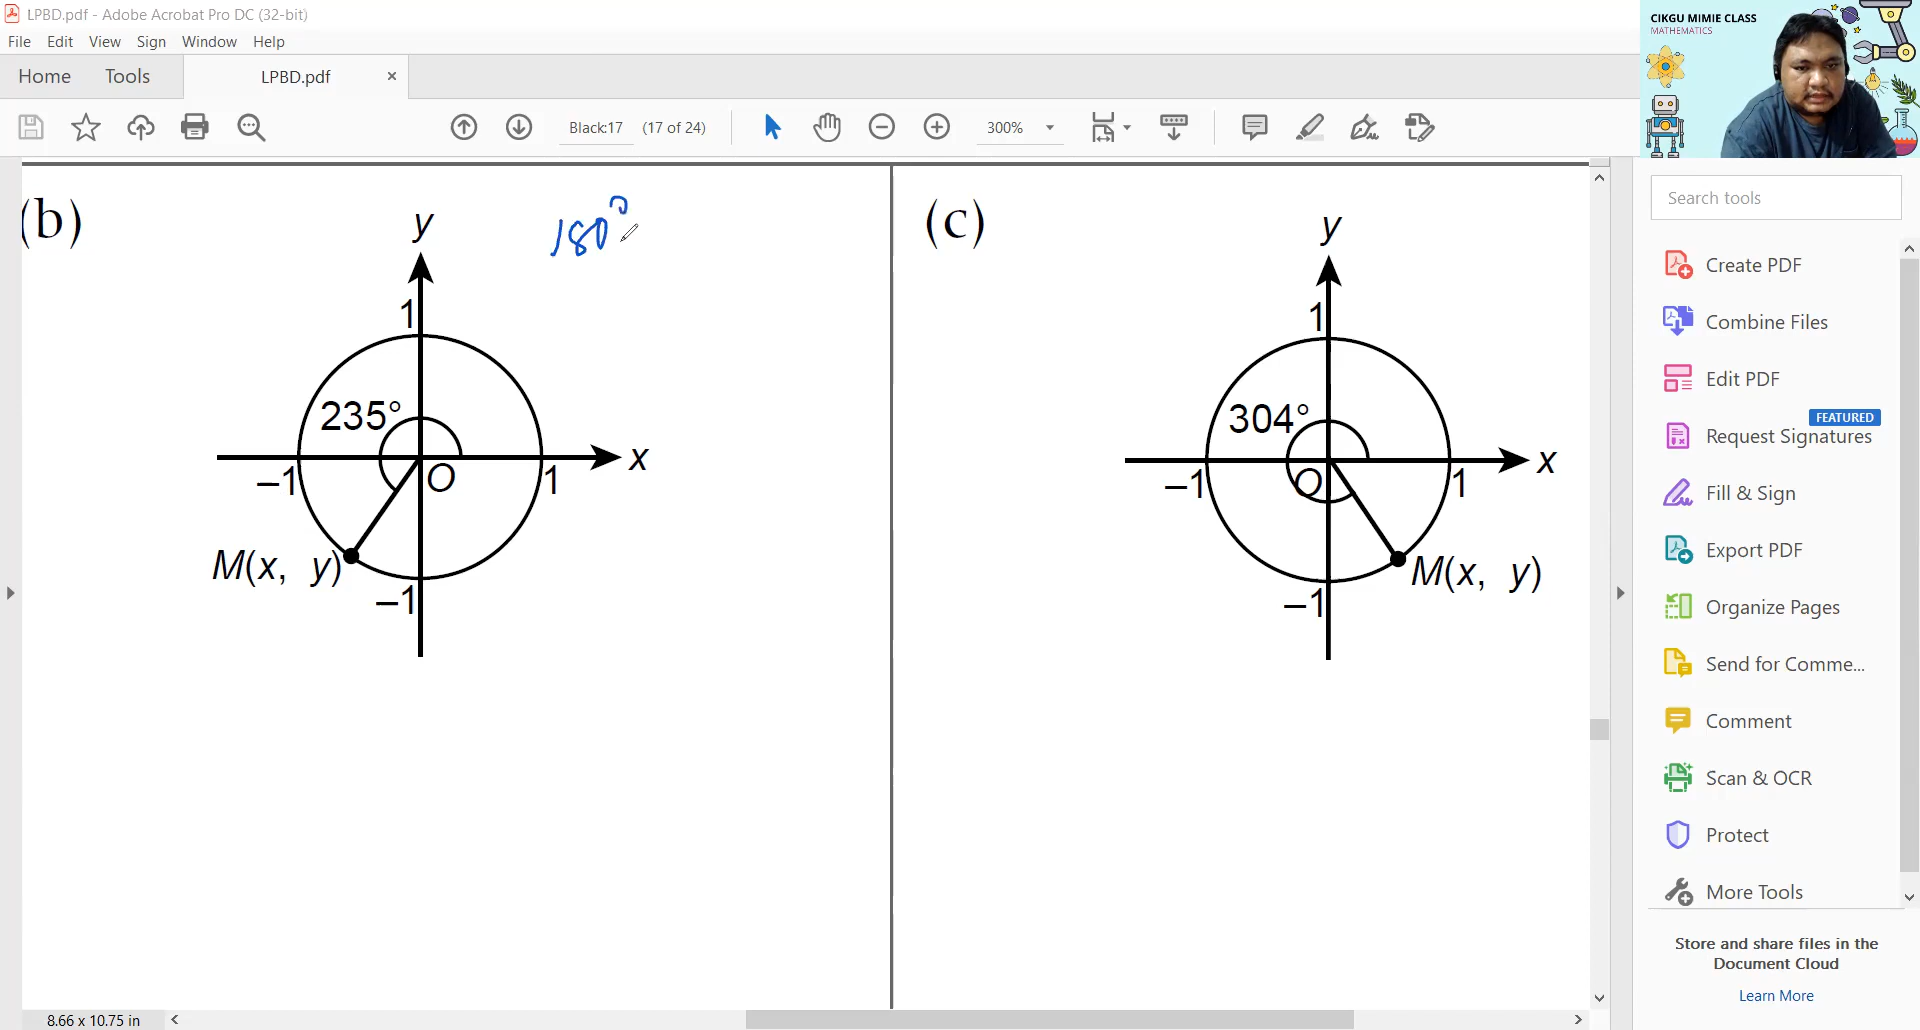 LPBD.pdf - Adobe Acrobat Pro DC (32-bit)
File Edit View Sign Window Help
Home Tools LPBD.pdf ×
Black:17 (17 of 24) 300%
CIKGU MIMIE CLASS
MATHEMATICS
Search tools
Create PDF
Combine Files
Edit PDF
FEATURED
Request Signatures
Fill & Sign
Export PDF
Organize Pages
Send for Comme...
Comment
Scan & OCR
Protect
More Tools
Store and share files in the
Document Cloud
Learn More
(b)
180°
y
1
235°
x
–1 O 1
M(x, y)
–1
(c)
y
1
304°
x
–1 O 1
M(x, y)
–1
8.66 x 10.75 in